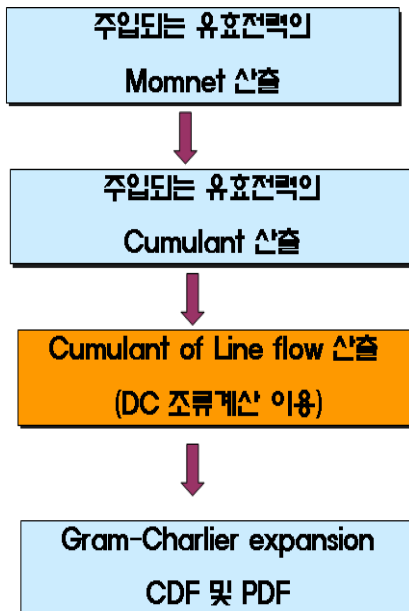 주입되는 유효전력의
Momnet 산출
주입되는 유효전력의
Cumulant 산출
Cumulant of Line flow 산출
(DC 조류계산 이용)
Gram-Charlier expansion
CDF 및 PDF